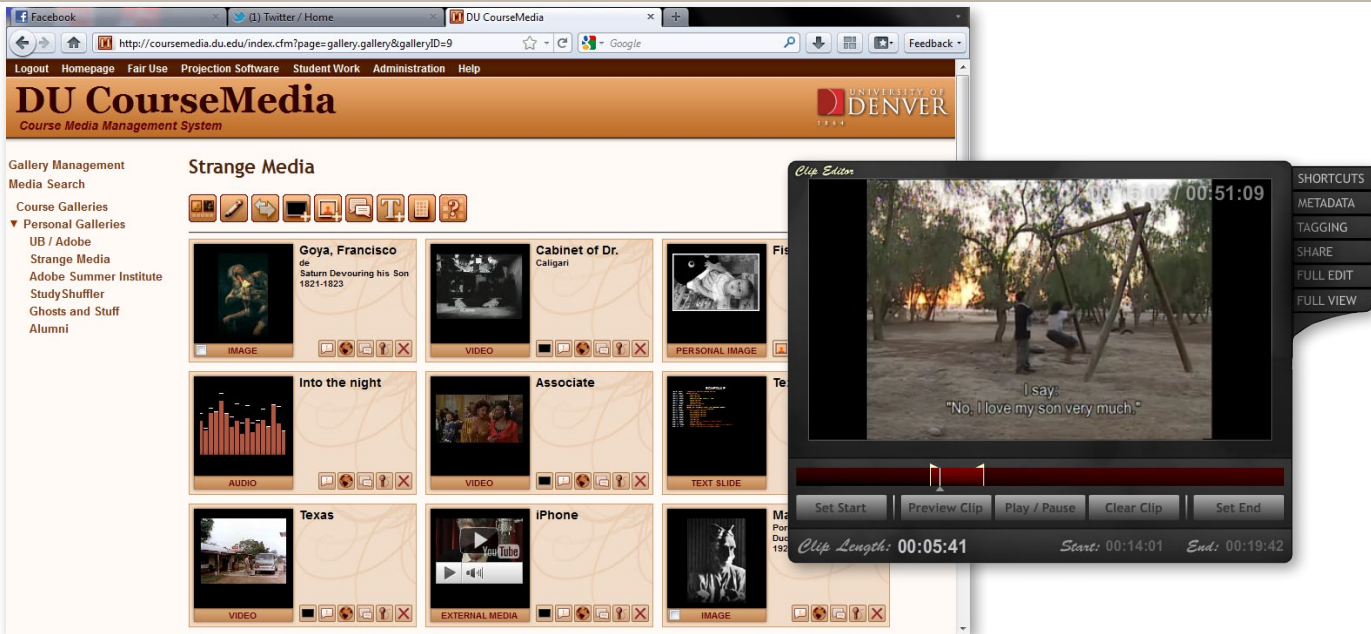 Facebook
(1) Twitter / Home
DU CourseMedia
http://coursemedia.du.edu/index.cfm?page=gallery.gallery&galleryID=9
Google
Feedback
Logout Homepage Fair Use Projection Software Student Work Administration Help
DU CourseMedia
Course Media Management System
UNIVERSITY OF
DENVER
1864
Gallery Management
Media Search
Course Galleries
Personal Galleries
UB / Adobe
Strange Media
Adobe Summer Institute
StudyShuffler
Ghosts and Stuff
Alumni
Strange Media
Goya, Francisco
de
Saturn Devouring his Son
1821-1823
IMAGE
Cabinet of Dr.
Caligari
VIDEO
Fis
PERSONAL IMAGE
Into the night
AUDIO
Associate
VIDEO
Te
TEXT SLIDE
Texas
VIDEO
iPhone
YouTube
EXTERNAL MEDIA
Ma
Por
Duc
192
IMAGE
Clip Editor
00:51:09
I say:
"No, I love my son very much."
Set Start
Preview Clip
Play / Pause
Clear Clip
Set End
Clip Length: 00:05:41
Start: 00:14:01
End: 00:19:42
SHORTCUTS
METADATA
TAGGING
SHARE
FULL EDIT
FULL VIEW